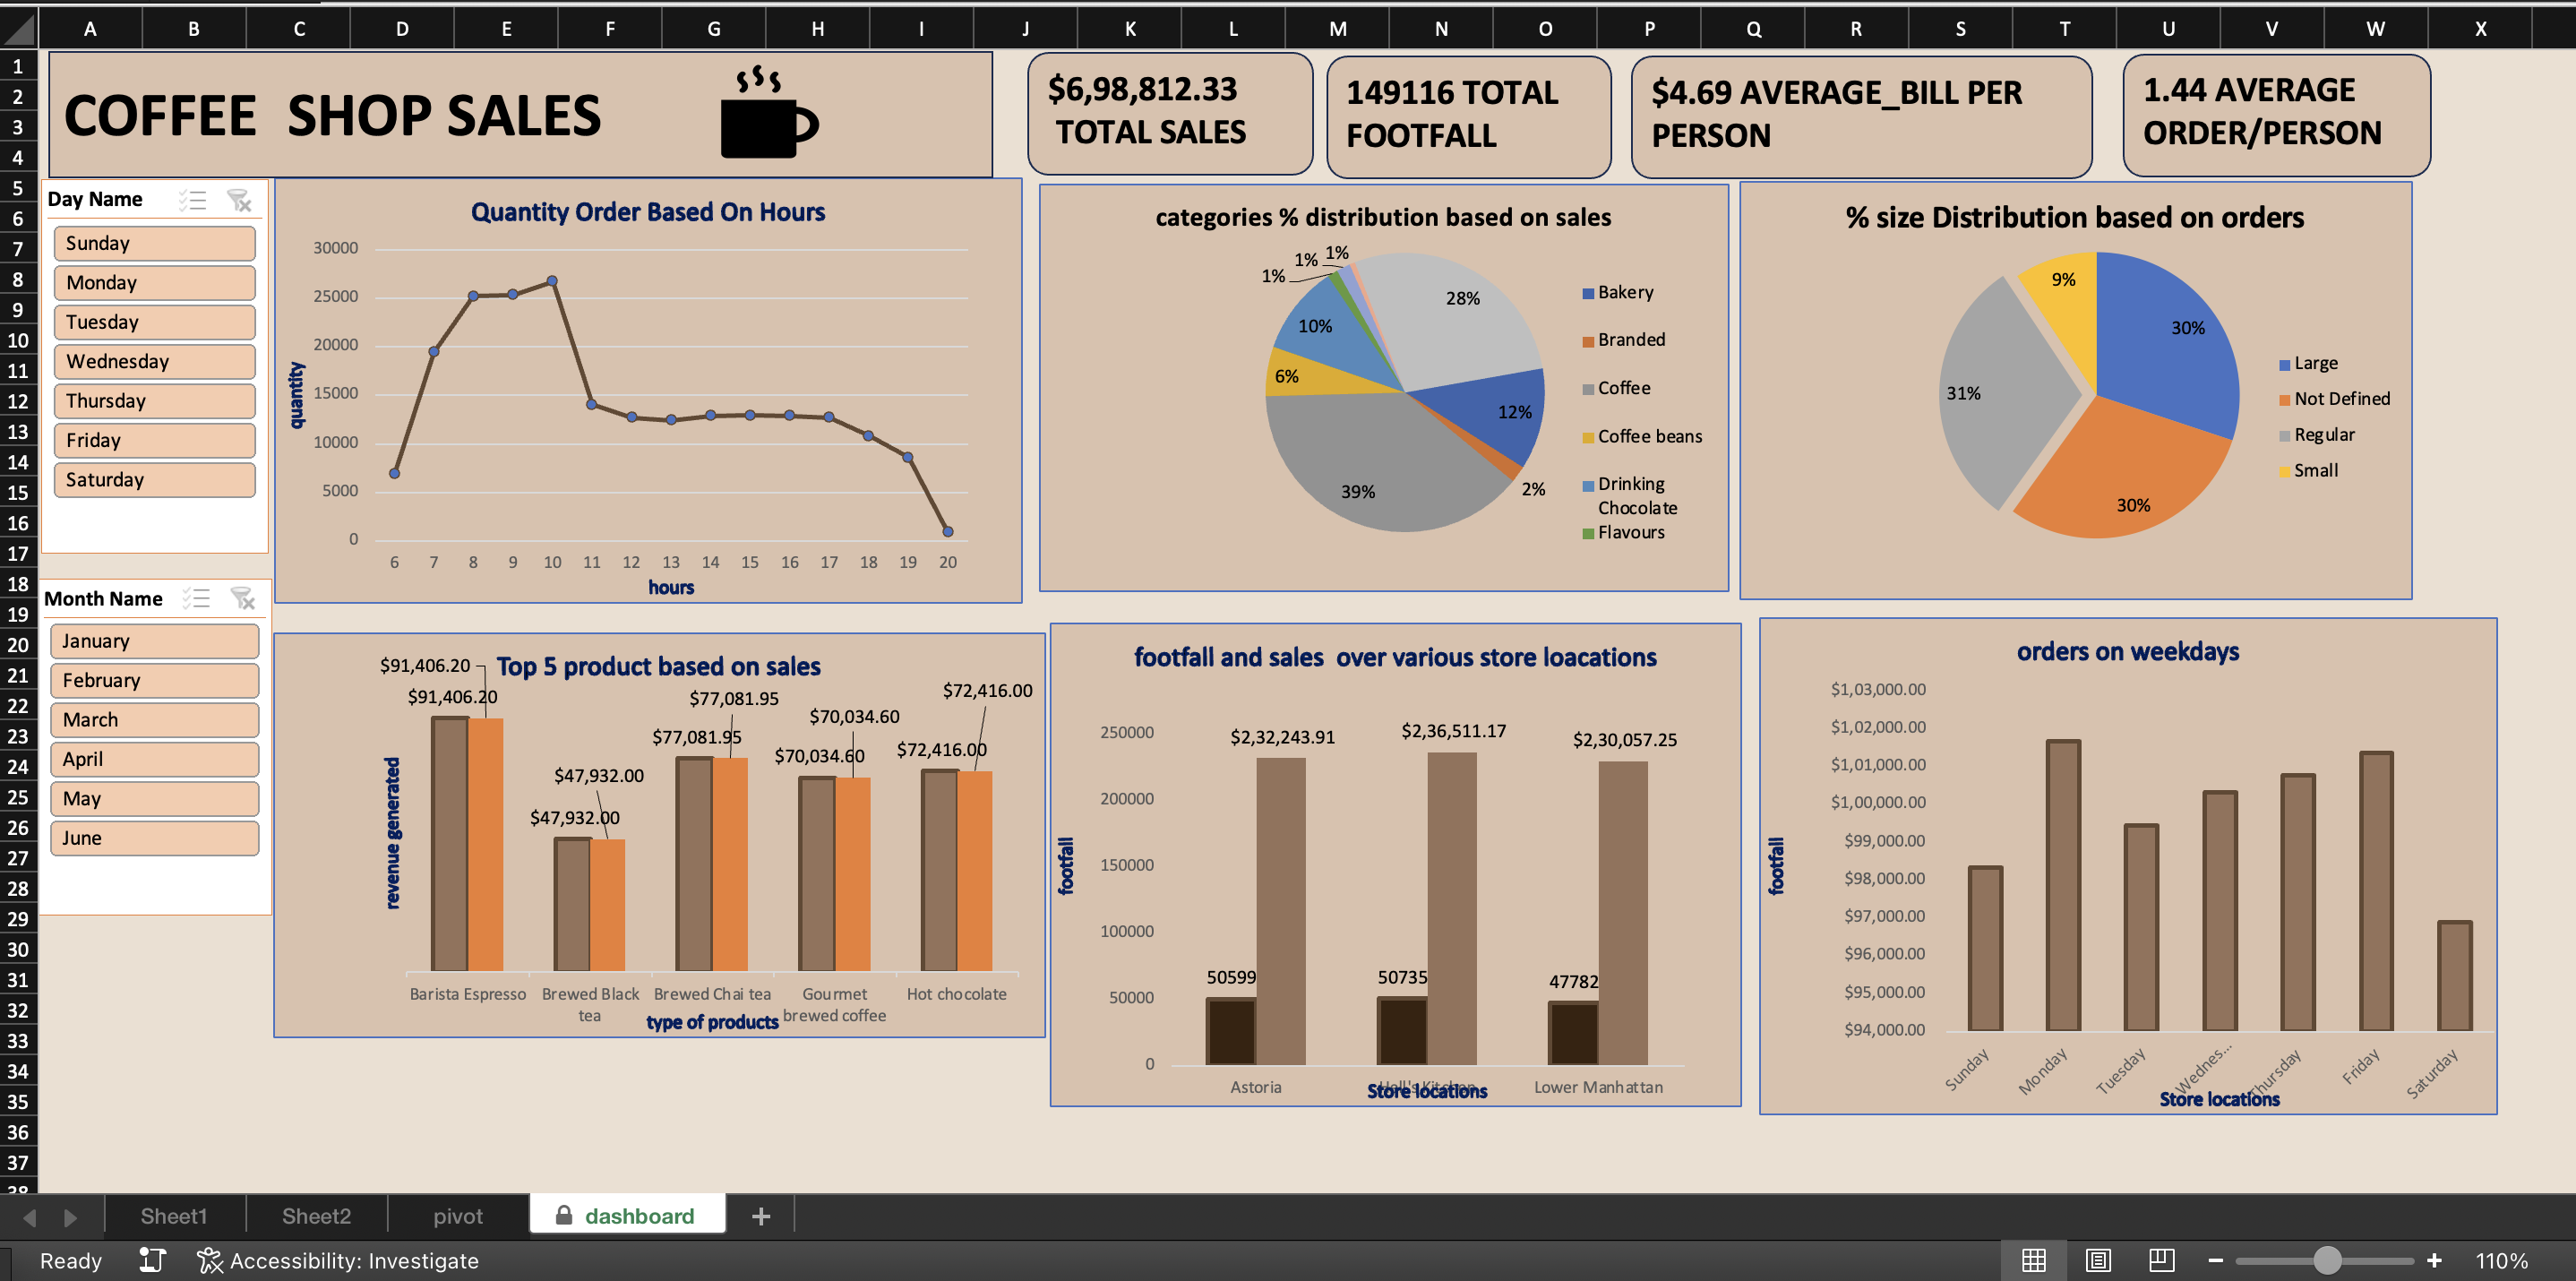 A B C D E F G H I J K L M N O P Q R S T U V W X
1
2
3
4
5
6
7
8
9
10
11
12
13
14
15
16
17
18
19
20
21
22
23
24
25
26
27
28
29
30
31
32
33
34
35
36
37
38
COFFEE SHOP SALES
$6,98,812.33
TOTAL SALES
149116 TOTAL
FOOTFALL
$4.69 AVERAGE_BILL PER
PERSON
1.44 AVERAGE
ORDER/PERSON
Day Name
Sunday
Monday
Tuesday
Wednesday
Thursday
Friday
Saturday
Month Name
January
February
March
April
May
June
Quantity Order Based On Hours
quantity
30000
25000
20000
15000
10000
5000
0
6 7 8 9 10 11 12 13 14 15 16 17 18 19 20
hours
categories % distribution based on sales
1% 1% 1%
28%
10%
6%
12%
39%
2%
Bakery
Branded
Coffee
Coffee beans
Drinking
Chocolate
Flavours
% size Distribution based on orders
9%
30%
31%
30%
Large
Not Defined
Regular
Small
Top 5 product based on sales
revenue generated
$91,406.20
$91,406.20
$47,932.00
$47,932.00
$77,081.95
$77,081.95
$70,034.60
$70,034.60
$72,416.00
$72,416.00
Barista Espresso
Brewed Black
tea
Brewed Chai tea
Gourmet
brewed coffee
Hot chocolate
type of products
footfall and sales over various store loacations
footfall
250000
200000
150000
100000
50000
0
$2,32,243.91
$2,36,511.17
$2,30,057.25
50599
50735
47782
Astoria
Hell's Kitchen
Lower Manhattan
Store locations
orders on weekdays
footfall
$1,03,000.00
$1,02,000.00
$1,01,000.00
$1,00,000.00
$99,000.00
$98,000.00
$97,000.00
$96,000.00
$95,000.00
$94,000.00
Sunday
Monday
Tuesday
Wednes...
Thursday
Friday
Saturday
Store locations
Sheet1 Sheet2 pivot dashboard +
Ready Accessibility: Investigate 110%